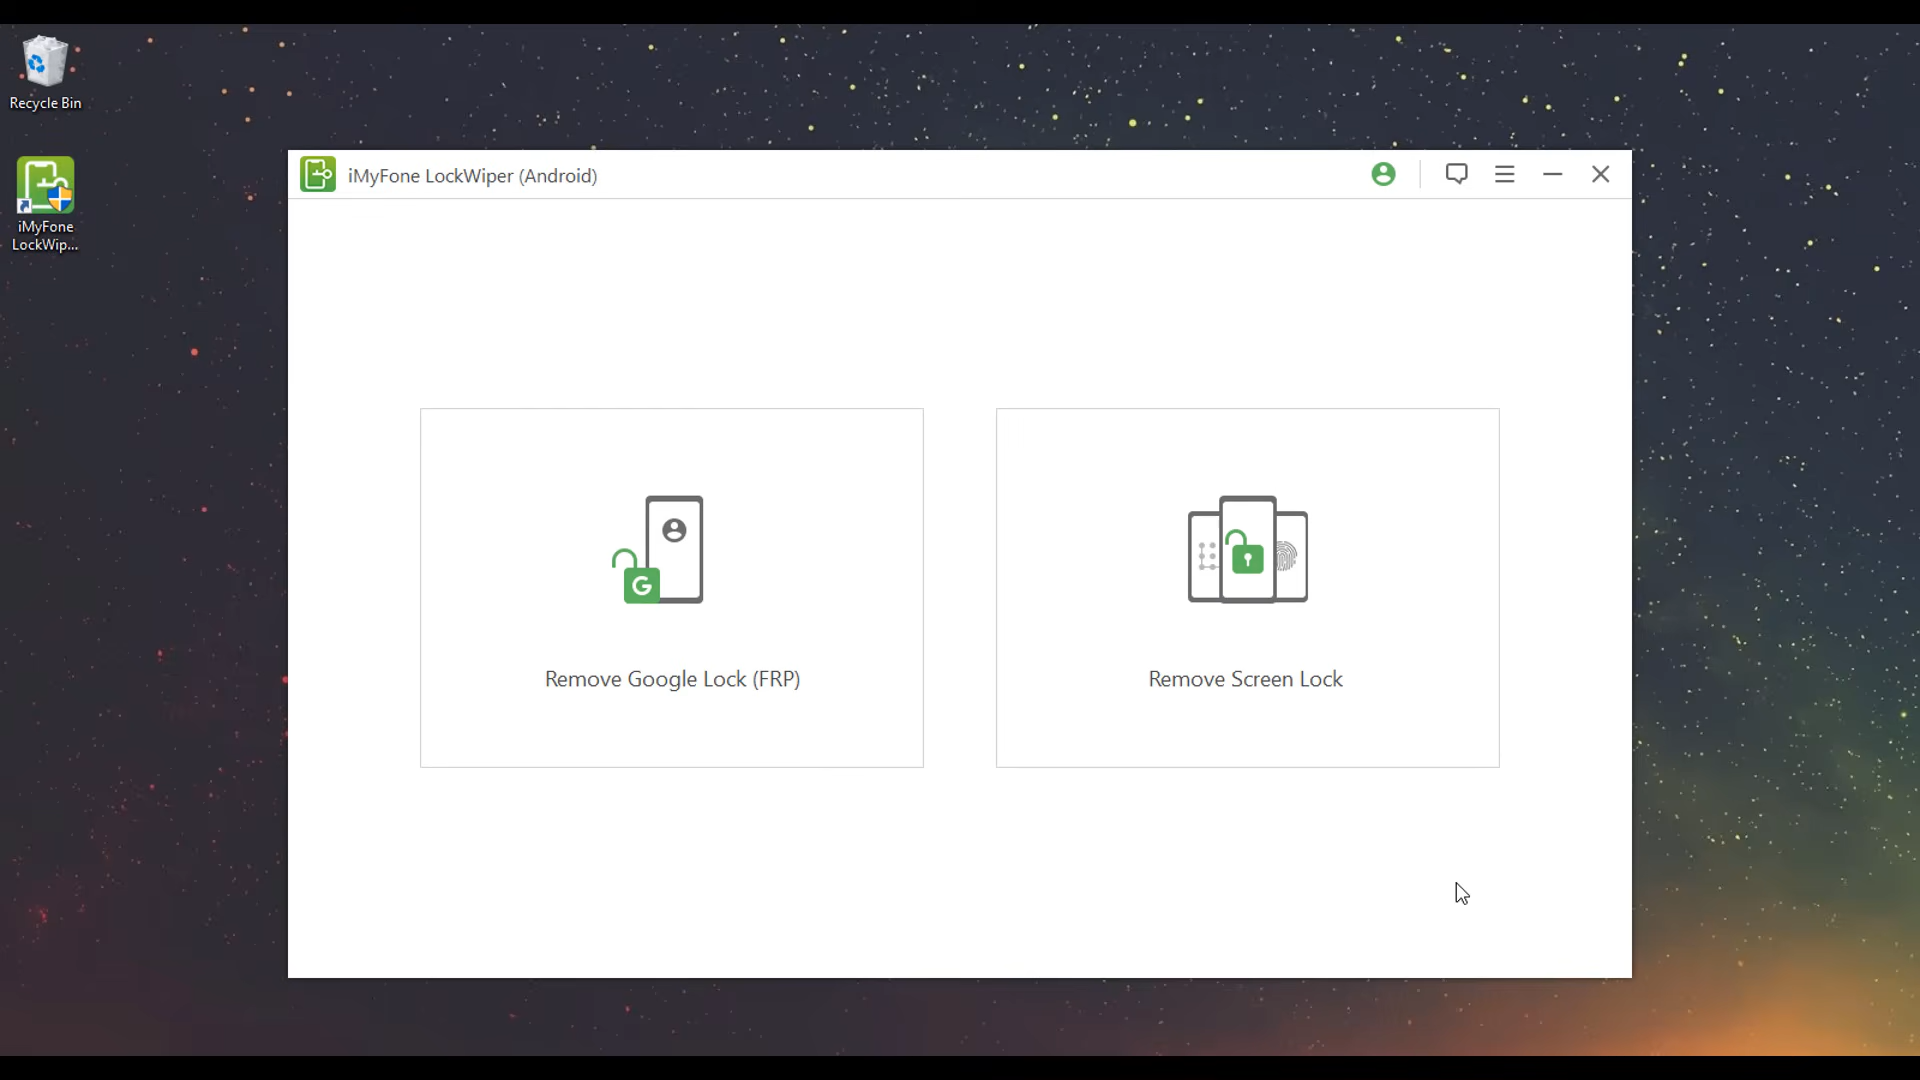 Recycle Bin
iMyFone
LockWip...
iMyFone LockWiper (Android)
G
Remove Google Lock (FRP)
Remove Screen Lock